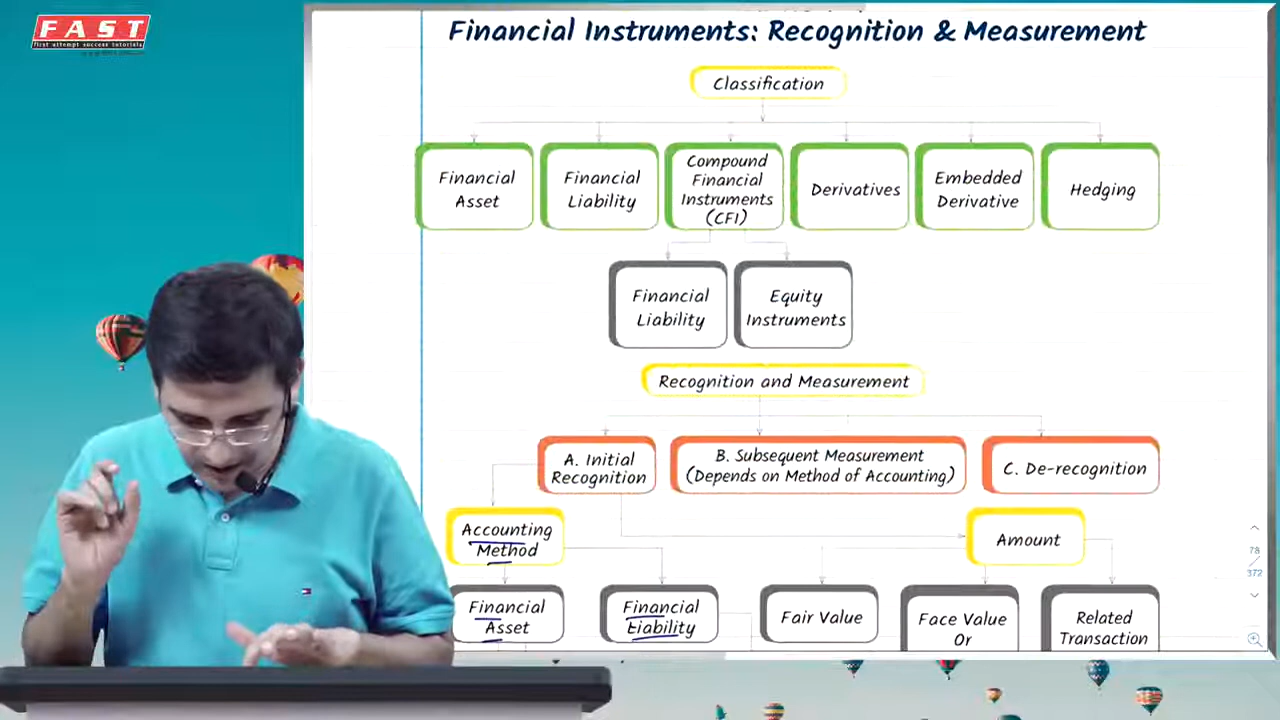 FAST
first attempt success tutorials
Financial Instruments: Recognition & Measurement
Classification
Financial
Asset
Financial
Liability
Compound
Financial
Instruments
(CFI)
Derivatives
Embedded
Derivative
Hedging
Financial
Liability
Equity
Instruments
Recognition and Measurement
A. Initial
Recognition
B. Subsequent Measurement
(Depends on Method of Accounting)
C. De-recognition
Accounting
Method
Amount
78
372
Financial
Asset
Financial
Liability
Fair Value
Face Value
Or
Related
Transaction